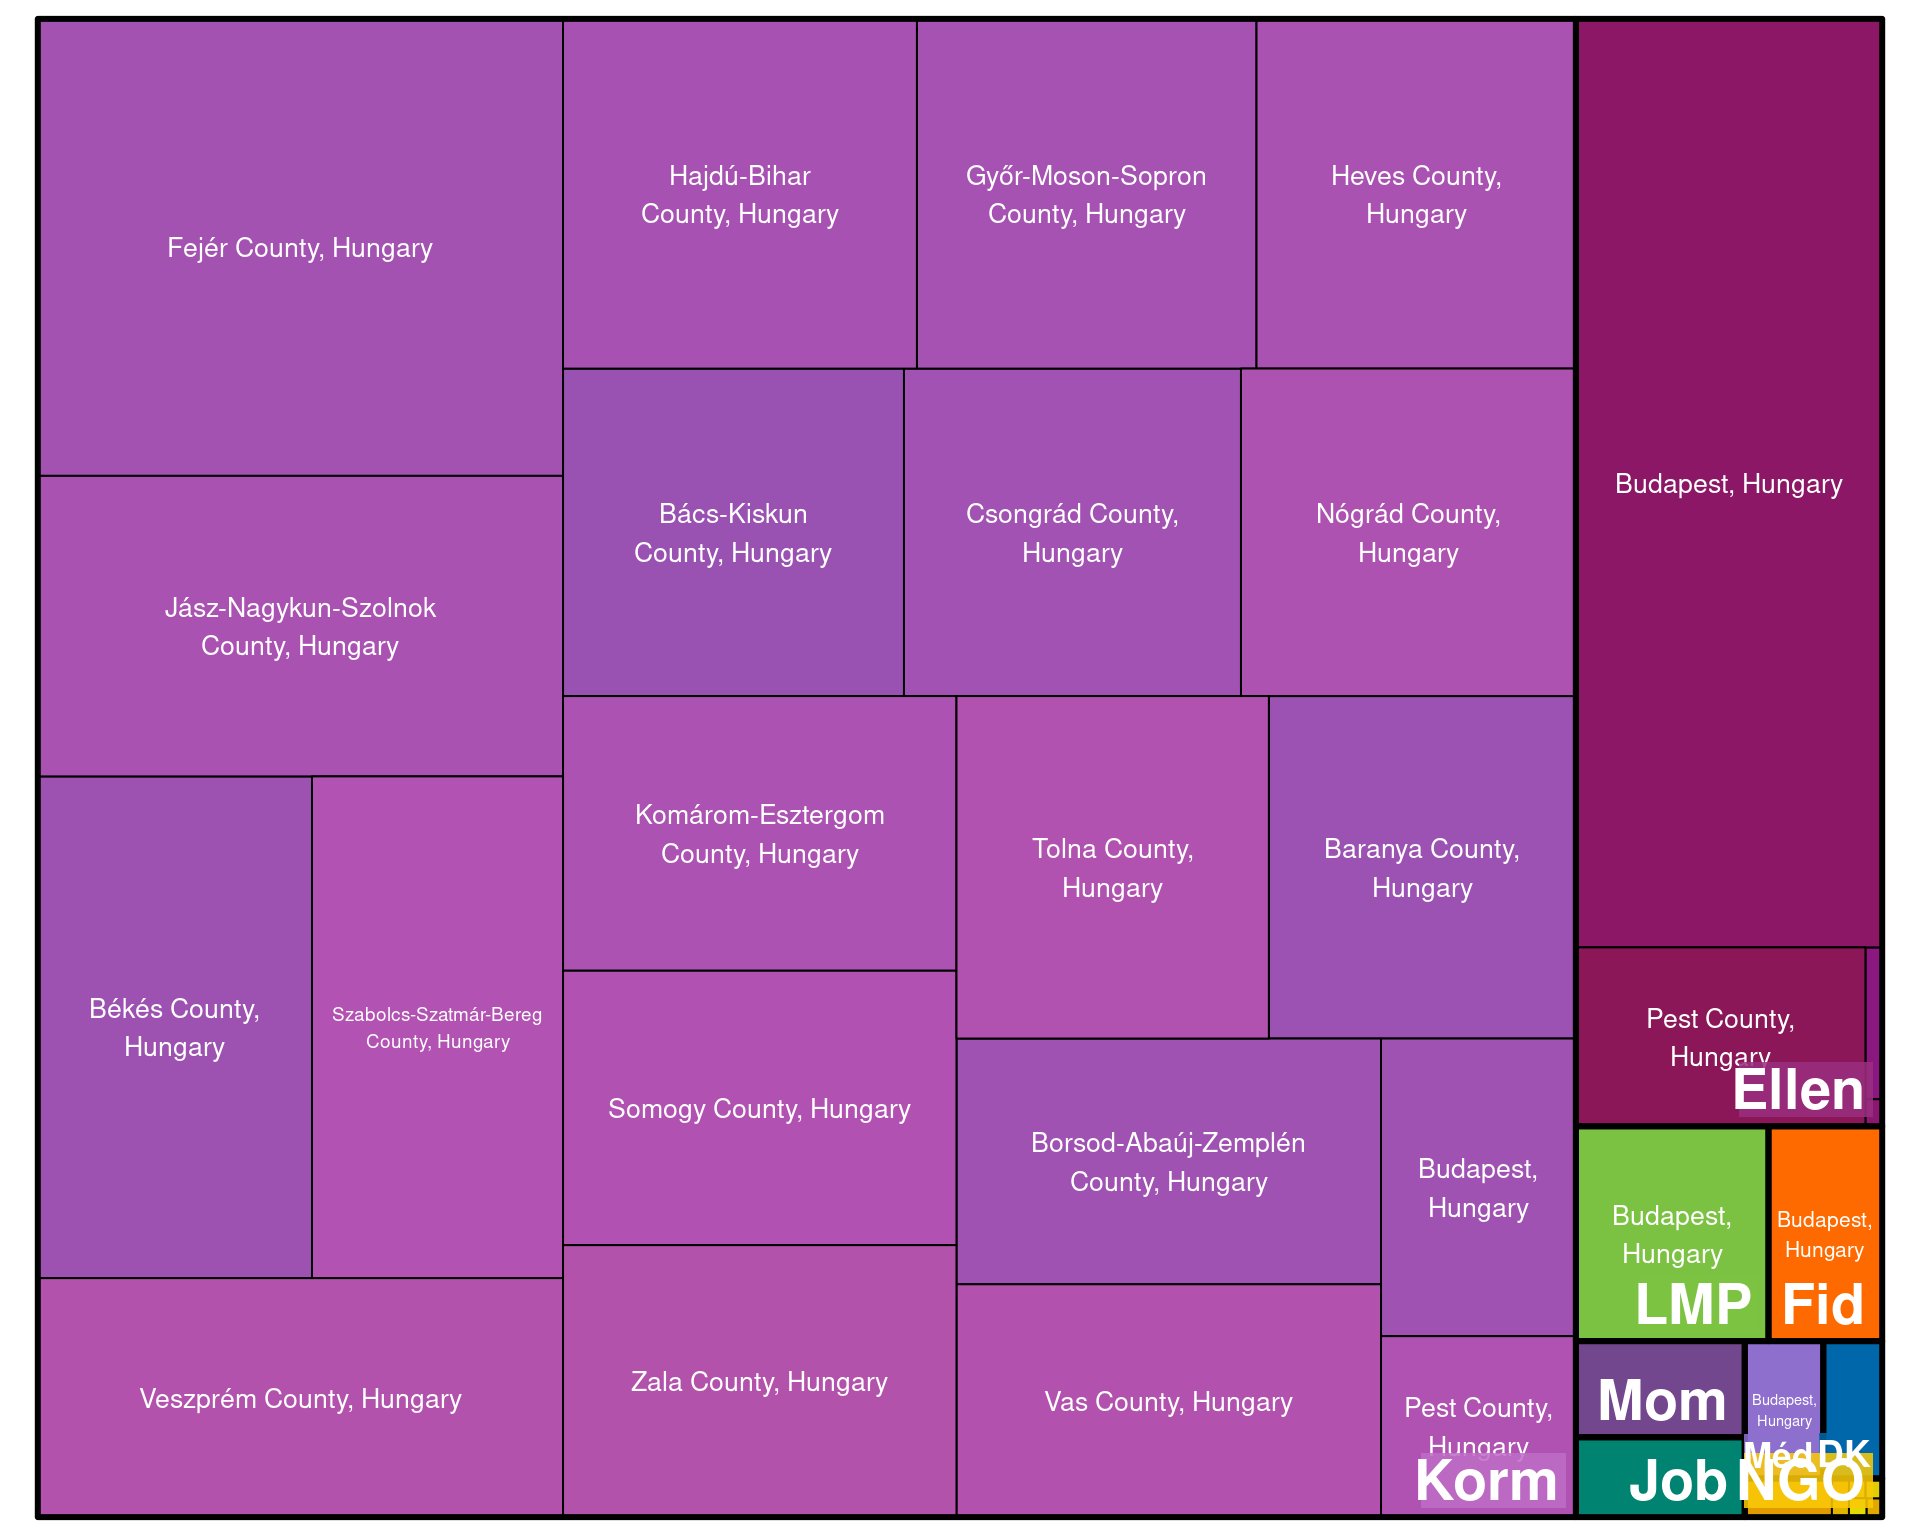 Fejér County, Hungary
Hajdú-Bihar
County, Hungary
Győr-Moson-Sopron
County, Hungary
Heves County,
Hungary
Budapest, Hungary
Jász-Nagykun-Szolnok
County, Hungary
Bács-Kiskun
County, Hungary
Csongrád County,
Hungary
Nógrád County,
Hungary
Békés County,
Hungary
Szabolcs-Szatmár-Bereg
County, Hungary
Komárom-Esztergom
County, Hungary
Tolna County,
Hungary
Baranya County,
Hungary
Somogy County, Hungary
Borsod-Abaúj-Zemplén
County, Hungary
Budapest,
Hungary
Veszprém County, Hungary
Zala County, Hungary
Vas County, Hungary
Pest County,
Hungary
Korm
Pest County,
Hungary
Ellen
Budapest,
Hungary
LMP
Budapest,
Hungary
Fid
Mom
Budapest,
Hungary
Méd
DK
Job
NGO